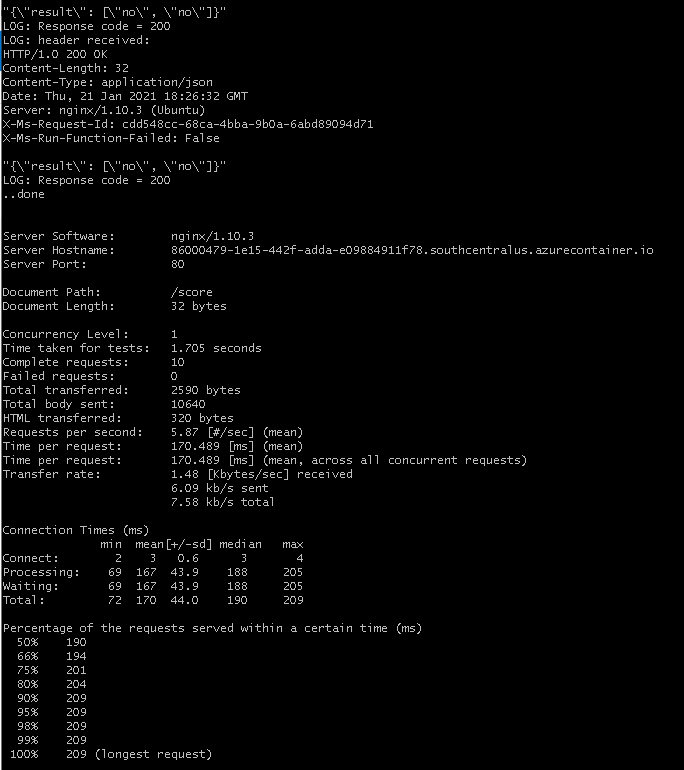 "{\"result\": [\"no\", \"no\"]}"
LOG: Response code = 200
LOG: header received:
HTTP/1.0 200 OK
Content-Length: 32
Content-Type: application/json
Date: Thu, 21 Jan 2021 18:26:32 GMT
Server: nginx/1.10.3 (Ubuntu)
X-Ms-Request-Id: cdd548cc-68ca-4bba-9b0a-6abd89094d71
X-Ms-Run-Function-Failed: False
"{\"result\": [\"no\", \"no\"]}"
LOG: Response code = 200
..done
Server Software:        nginx/1.10.3
Server Hostname:        86000479-1e15-442f-adda-e09884911f78.southcentralus.azurecontainer.io
Server Port:            80
Document Path:          /score
Document Length:        32 bytes
Concurrency Level:      1
Time taken for tests:   1.705 seconds
Complete requests:      10
Failed requests:        0
Total transferred:      2590 bytes
Total body sent:        10640
HTML transferred:       320 bytes
Requests per second:    5.87 [#/sec] (mean)
Time per request:       170.489 [ms] (mean)
Time per request:       170.489 [ms] (mean, across all concurrent requests)
Transfer rate:          1.48 [Kbytes/sec] received
                        6.09 kb/s sent
                        7.58 kb/s total
Connection Times (ms)
              min  mean[+/-sd] median   max
Connect:        2    3   0.6      3       4
Processing:    69  167  43.9    188     205
Waiting:       69  167  43.9    188     205
Total:         72  170  44.0    190     209
Percentage of the requests served within a certain time (ms)
  50%    190
  66%    194
  75%    201
  80%    204
  90%    209
  95%    209
  98%    209
  99%    209
 100%    209 (longest request)